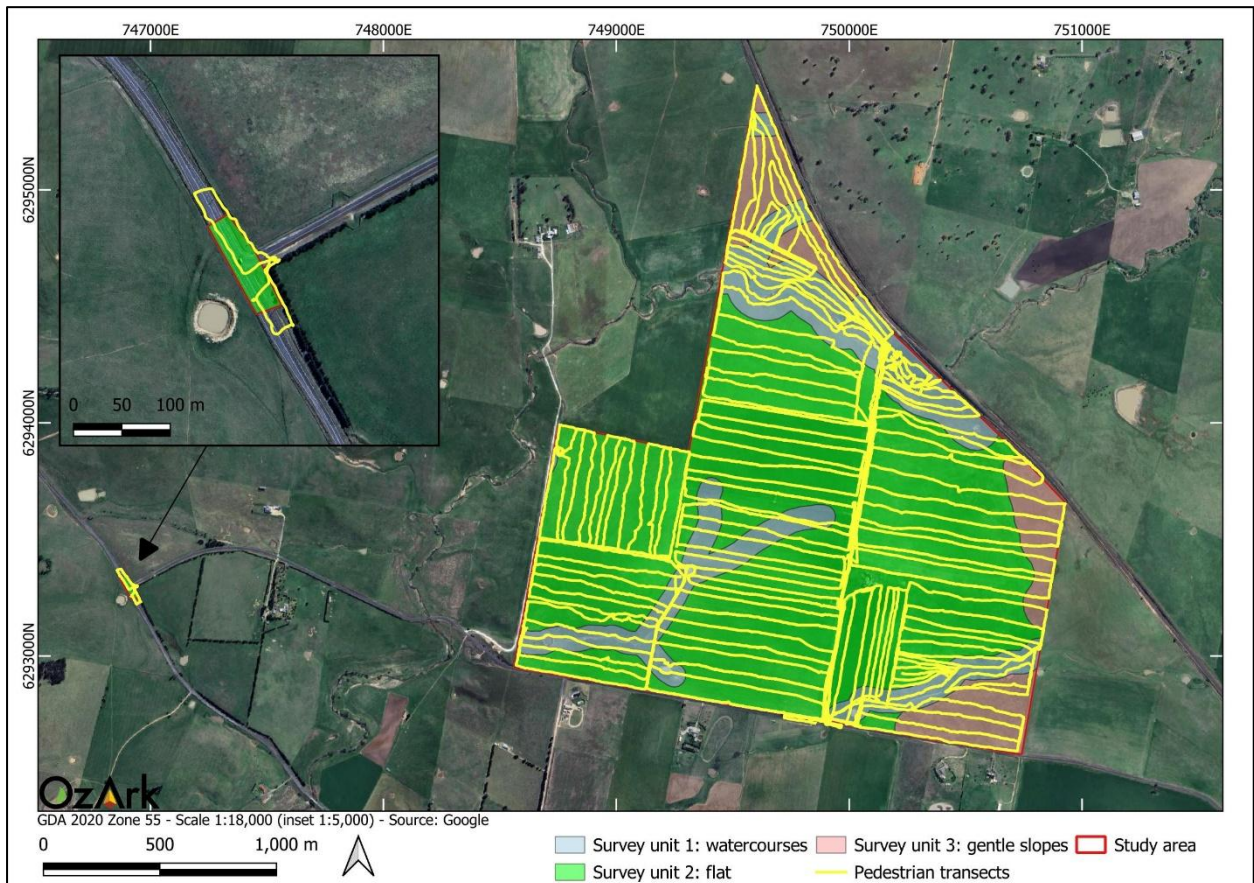 747000E 748000E 749000E 750000E 751000E
6295000N
6294000N
6293000N
0 50 100 m
OzArk
GDA 2020 Zone 55 - Scale 1:18,000 (inset 1:5,000) - Source: Google
0 500 1,000 m
Survey unit 1: watercourses Survey unit 3: gentle slopes Study area
Survey unit 2: flat Pedestrian transects